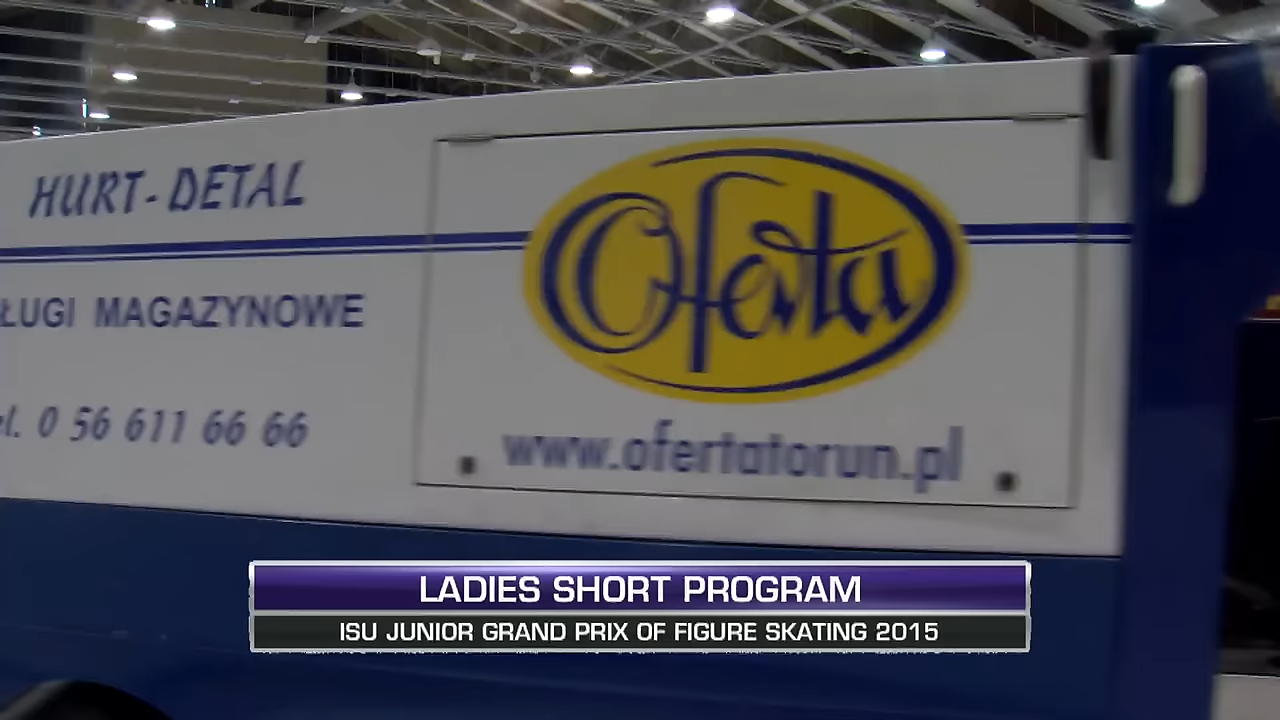 HURT-DETAL
Oferta
ŁUGI MAGAZYNOWE
el. 0 56 611 66 66
www.ofertatorun.pl
LADIES SHORT PROGRAM
ISU JUNIOR GRAND PRIX OF FIGURE SKATING 2015